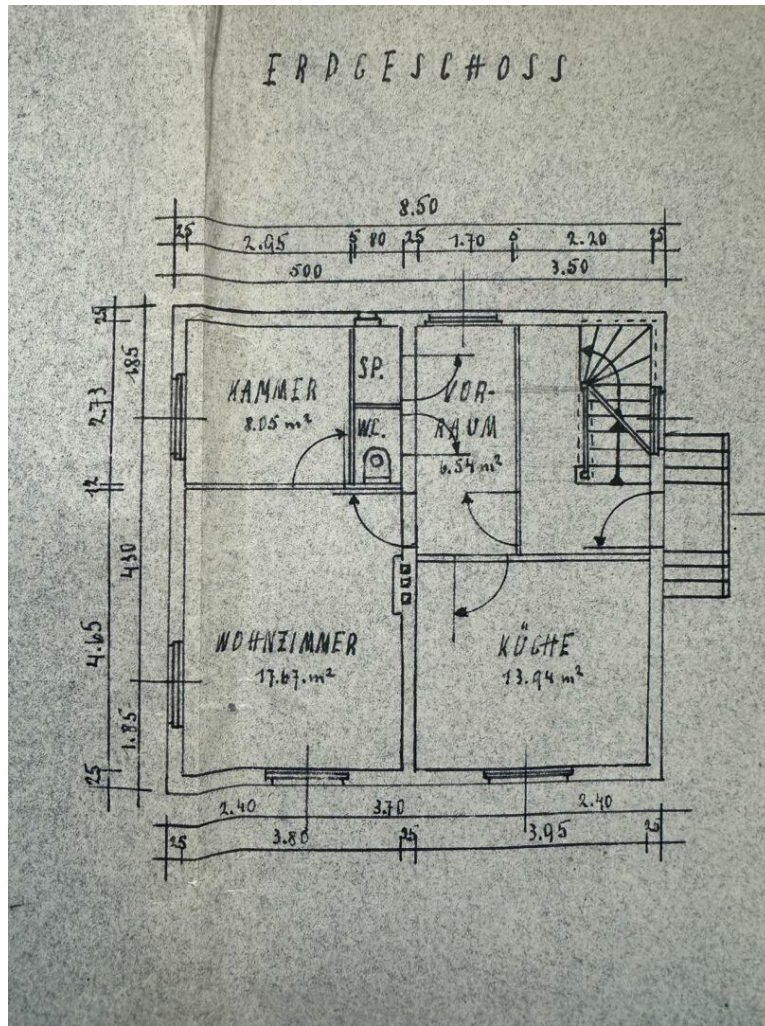 ERDGESCHOSS
8.50
25 2.95 5 80 25 1.70 5 2.20 25
500 3.50
25
2.73
12
4.65
25
1.85
430
1.85
KAMMER
8.05 m²
SP.
WC.
VOR-
RAUM
6.54 m²
WOHNZIMMER
17.67. m²
KÜCHE
13.94 m²
2.40 3.70 2.40
25 3.80 25 3.95 25